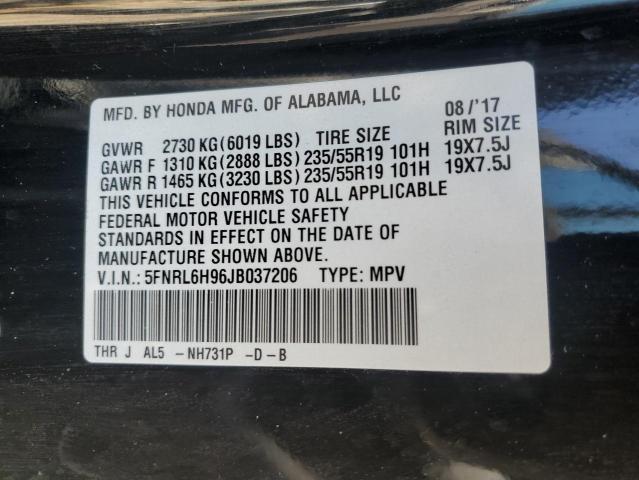 MFD. BY HONDA MFG. OF ALABAMA, LLC 08/'17
GVWR 2730 KG(6019 LBS) TIRE SIZE RIM SIZE
GAWR F 1310 KG(2888 LBS) 235/55R19 101H 19X7.5J
GAWR R 1465 KG(3230 LBS) 235/55R19 101H 19X7.5J
THIS VEHICLE CONFORMS TO ALL APPLICABLE
FEDERAL MOTOR VEHICLE SAFETY
STANDARDS IN EFFECT ON THE DATE OF
MANUFACTURE SHOWN ABOVE.
V.I.N.: 5FNRL6H96JB037206 TYPE: MPV
THR J AL5 -NH731P -D-B